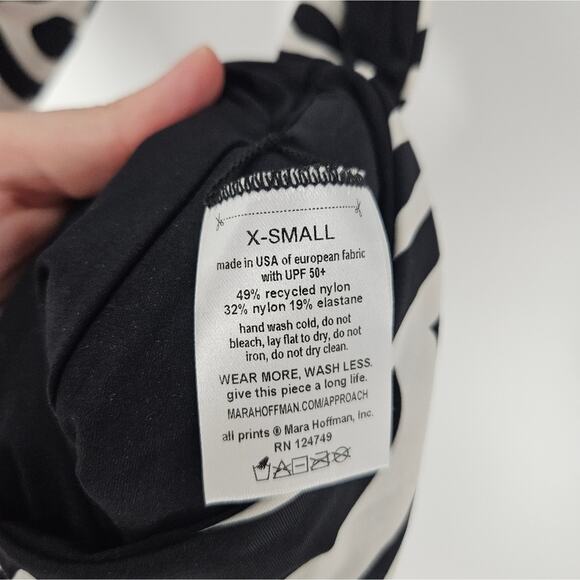 X-SMALL
made in USA of european fabric
with UPF 50+
49% recycled nylon
32% nylon 19% elastane
hand wash cold, do not
bleach, lay flat to dry, do not
iron, do not dry clean.
WEAR MORE, WASH LESS.
give this piece a long life.
MARAHOFFMAN.COM/APPROACH
all prints ® Mara Hoffman, Inc.
RN 124749